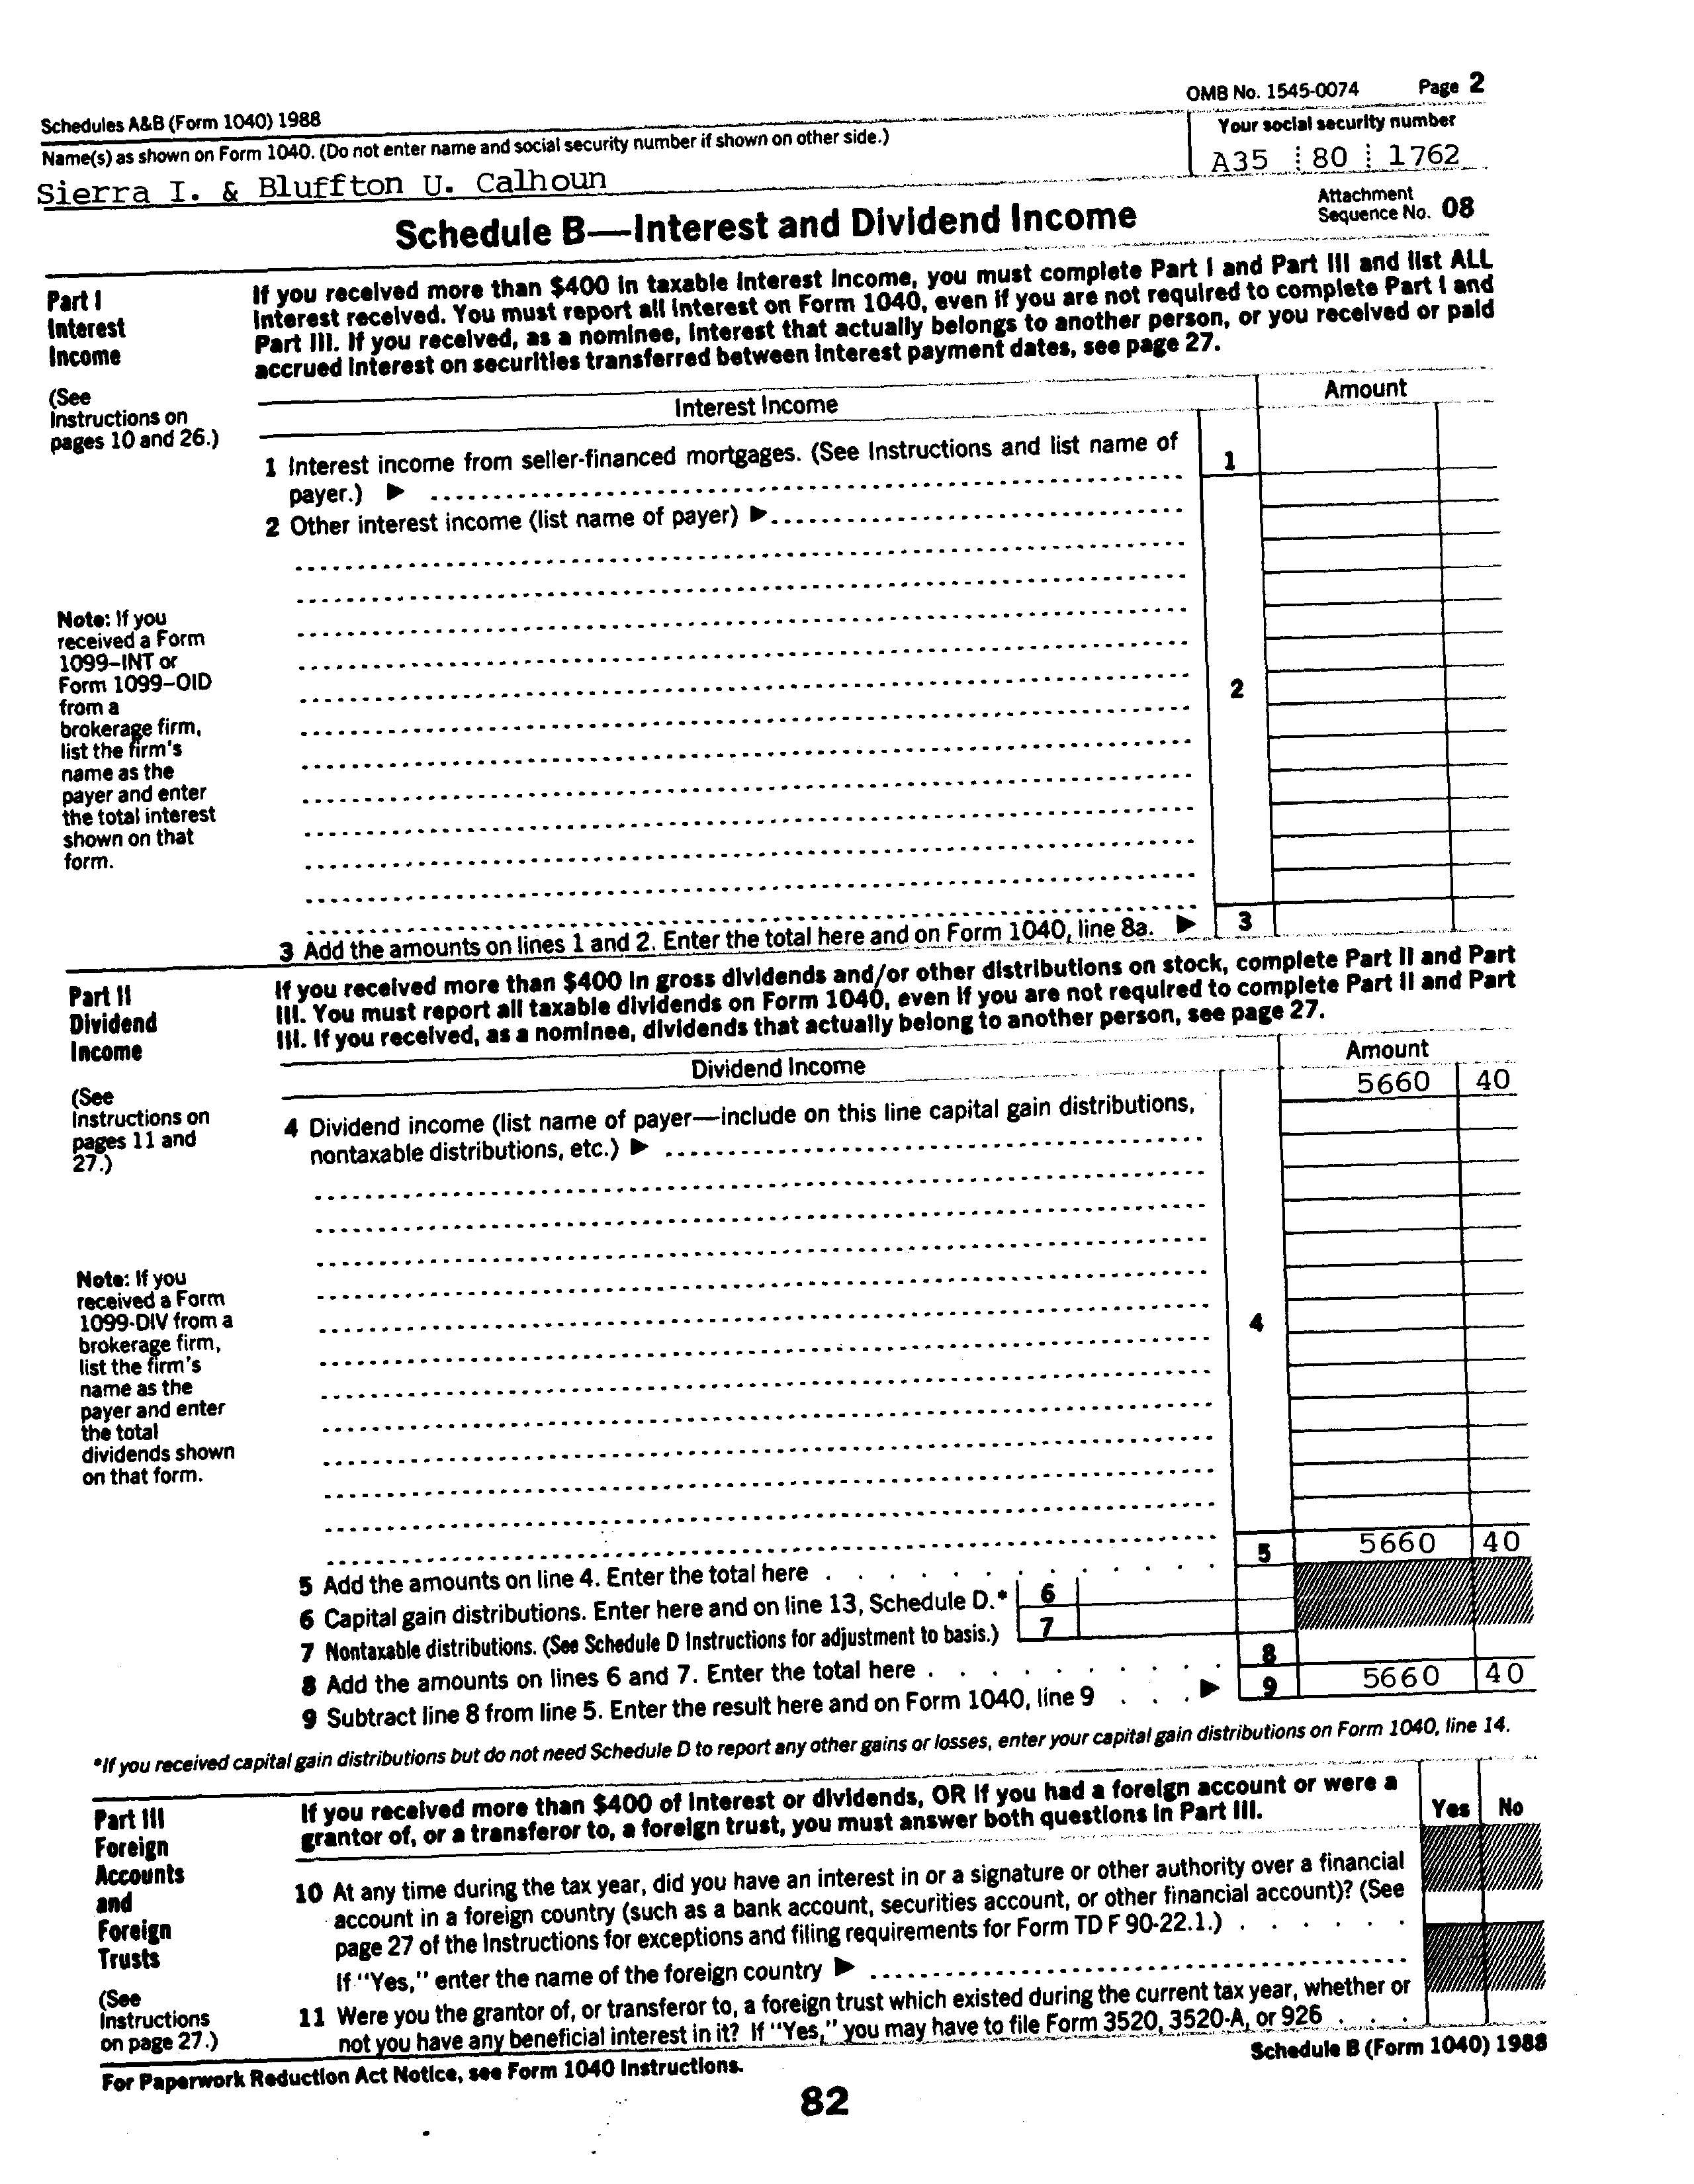 OMB No. 1545-0074 Page 2
Schedules A&B (Form 1040) 1988
Name(s) as shown on Form 1040. (Do not enter name and social security number if shown on other side.)
Your social security number
Sierra I. & Bluffton U. Calhoun
A35 80 1762
Schedule B—Interest and Dividend Income
Attachment
Sequence No. 08
Part I
Interest
Income
(See
Instructions on
pages 10 and 26.)
If you received more than $400 in taxable interest income, you must complete Part I and Part III and list ALL
interest received. You must report all interest on Form 1040, even if you are not required to complete Part I and
Part III. If you received, as a nominee, interest that actually belongs to another person, or you received or paid
accrued interest on securities transferred between interest payment dates, see page 27.
Interest Income
Amount
1 Interest income from seller-financed mortgages. (See Instructions and list name of
payer.) ▶
1
2 Other interest income (list name of payer) ▶
Note: If you
received a Form
1099–INT or
Form 1099–OID
from a
brokerage firm,
list the firm's
name as the
payer and enter
the total interest
shown on that
form.
2
3 Add the amounts on lines 1 and 2. Enter the total here and on Form 1040, line 8a. ▶ 3
Part II
Dividend
Income
(See
Instructions on
pages 11 and
27.)
If you received more than $400 in gross dividends and/or other distributions on stock, complete Part II and Part
III. You must report all taxable dividends on Form 1040, even if you are not required to complete Part II and Part
III. If you received, as a nominee, dividends that actually belong to another person, see page 27.
Dividend Income
Amount
5660 40
4 Dividend income (list name of payer—include on this line capital gain distributions,
nontaxable distributions, etc.) ▶
Note: If you
received a Form
1099-DIV from a
brokerage firm,
list the firm's
name as the
payer and enter
the total
dividends shown
on that form.
4
5 Add the amounts on line 4. Enter the total here 5 5660 40
6 Capital gain distributions. Enter here and on line 13, Schedule D.* 6
7 Nontaxable distributions. (See Schedule D Instructions for adjustment to basis.) 7
8 Add the amounts on lines 6 and 7. Enter the total here 8
9 Subtract line 8 from line 5. Enter the result here and on Form 1040, line 9 ▶ 9 5660 40
*If you received capital gain distributions but do not need Schedule D to report any other gains or losses, enter your capital gain distributions on Form 1040, line 14.
Part III
Foreign
Accounts
and
Foreign
Trusts
(See
Instructions
on page 27.)
If you received more than $400 of interest or dividends, OR if you had a foreign account or were a
grantor of, or a transferor to, a foreign trust, you must answer both questions in Part III.
Yes No
10 At any time during the tax year, did you have an interest in or a signature or other authority over a financial
account in a foreign country (such as a bank account, securities account, or other financial account)? (See
page 27 of the Instructions for exceptions and filing requirements for Form TD F 90-22.1.)
If "Yes," enter the name of the foreign country ▶
11 Were you the grantor of, or transferor to, a foreign trust which existed during the current tax year, whether or
not you have any beneficial interest in it? If "Yes," you may have to file Form 3520, 3520-A, or 926
For Paperwork Reduction Act Notice, see Form 1040 Instructions.
Schedule B (Form 1040) 1988
82